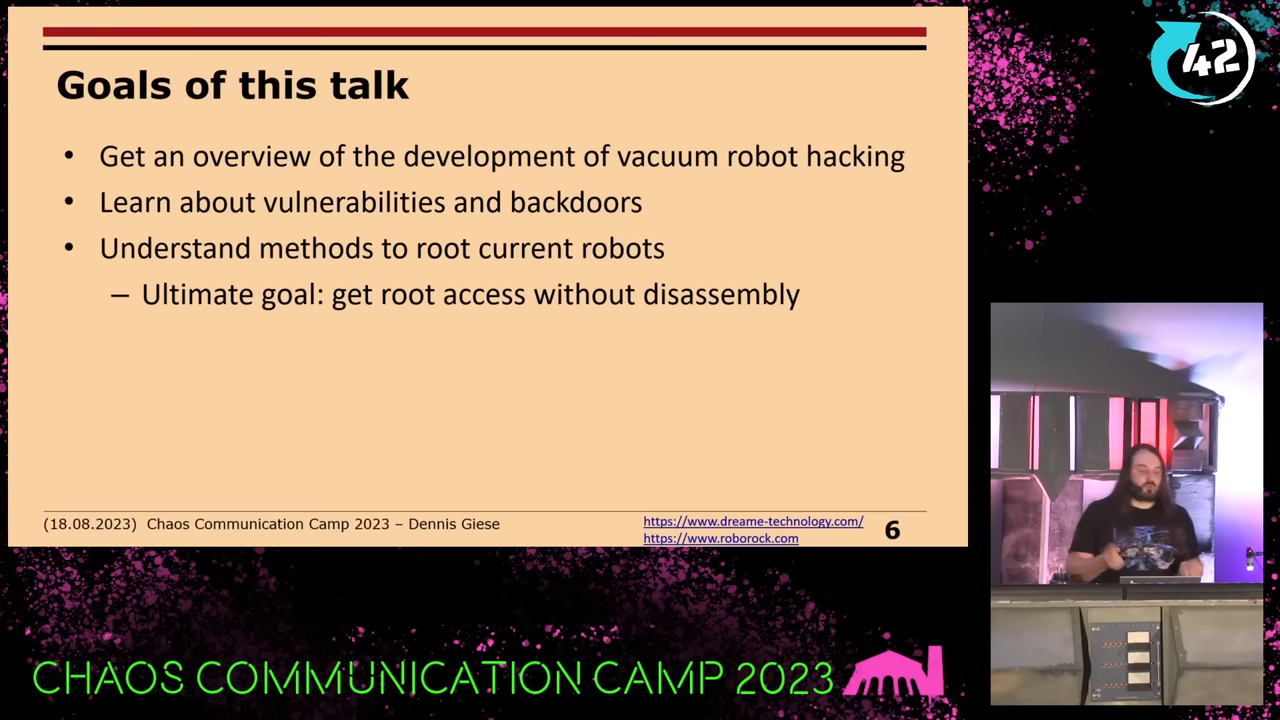 Goals of this talk
• Get an overview of the development of vacuum robot hacking
• Learn about vulnerabilities and backdoors
• Understand methods to root current robots
– Ultimate goal: get root access without disassembly
(18.08.2023) Chaos Communication Camp 2023 – Dennis Giese
https://www.dreame-technology.com/
https://www.roborock.com
6
42
CHAOS COMMUNICATION CAMP 2023